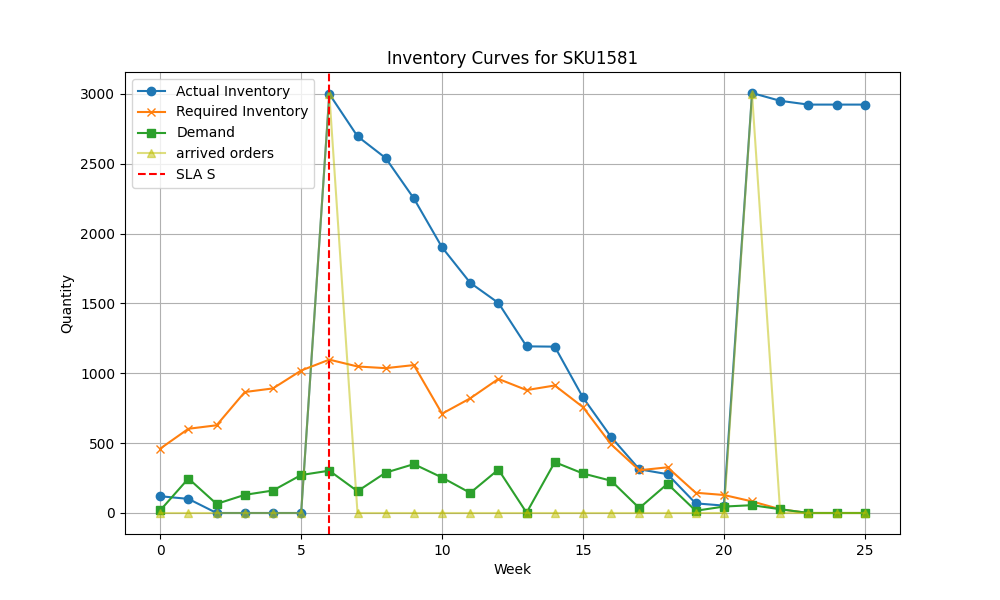 Inventory Curves for SKU1581
Actual Inventory
Required Inventory
Demand
arrived orders
SLA S
Quantity
3000
2500
2000
1500
1000
500
0
0 5 10 15 20 25
Week